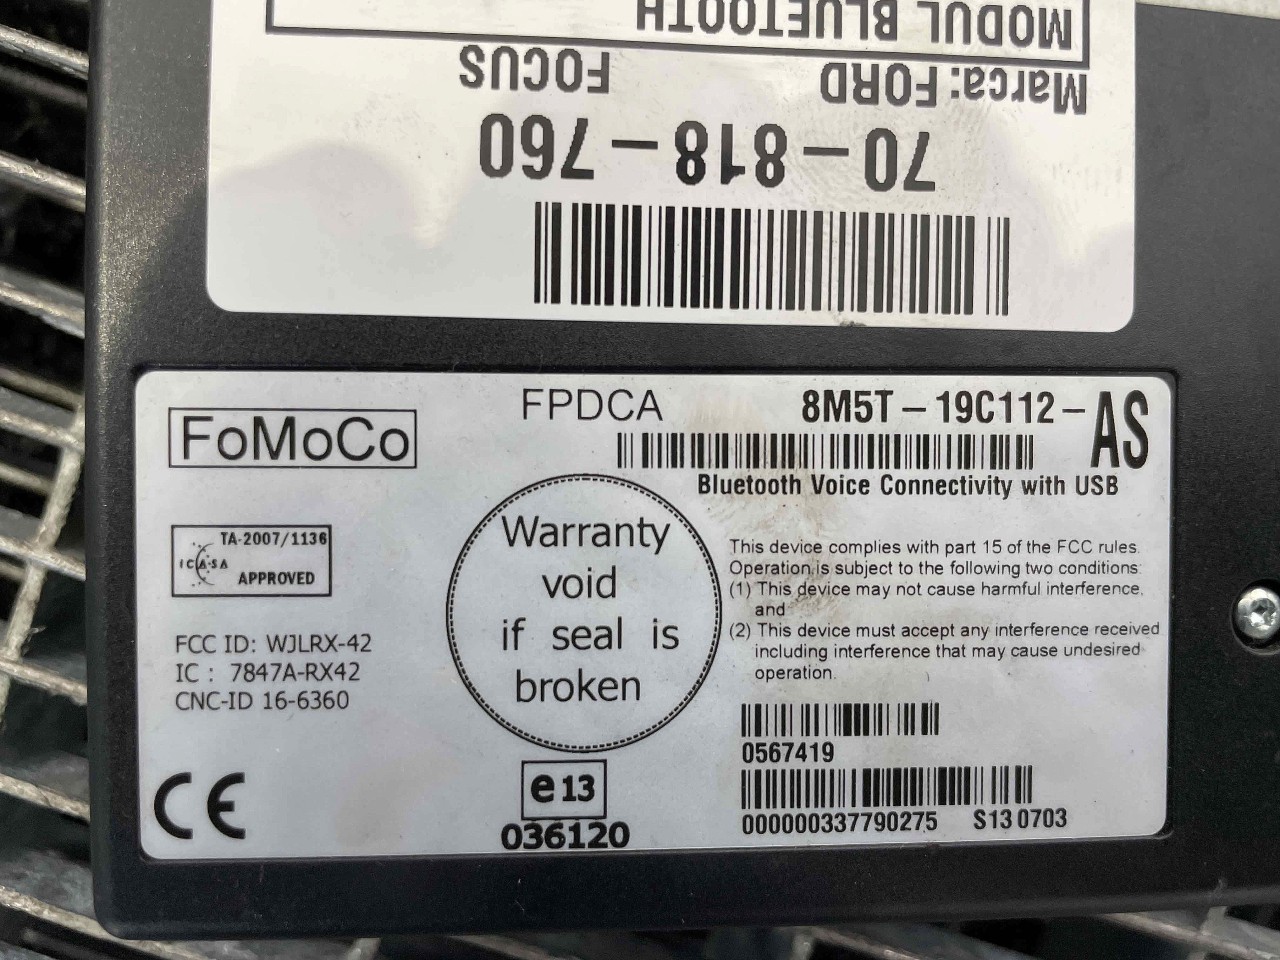 MODUL BLUETOOTH
Marca: FORD FOCUS
70-818-760
FoMoCo
FPDCA
8M5T-19C112-AS
Bluetooth Voice Connectivity with USB
ICASA
TA-2007/1136
APPROVED
FCC ID: WJLRX-42
IC : 7847A-RX42
CNC-ID 16-6360
CE
Warranty
void
if seal is
broken
e13
036120
This device complies with part 15 of the FCC rules.
Operation is subject to the following two conditions:
(1) This device may not cause harmful interference,
and
(2) This device must accept any interference received
including interference that may cause undesired
operation.
0567419
000000337790275 S13 0703